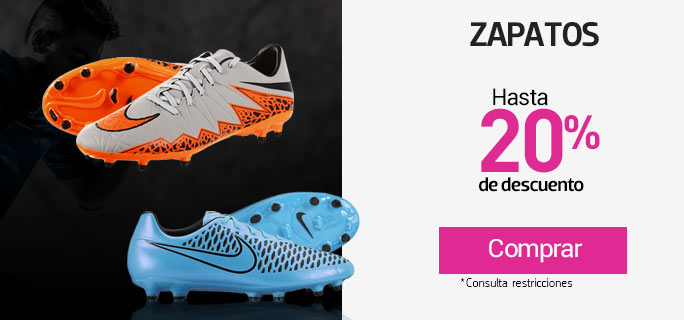 ZAPATOS
Hasta
20%
de descuento
Comprar
*Consulta restricciones